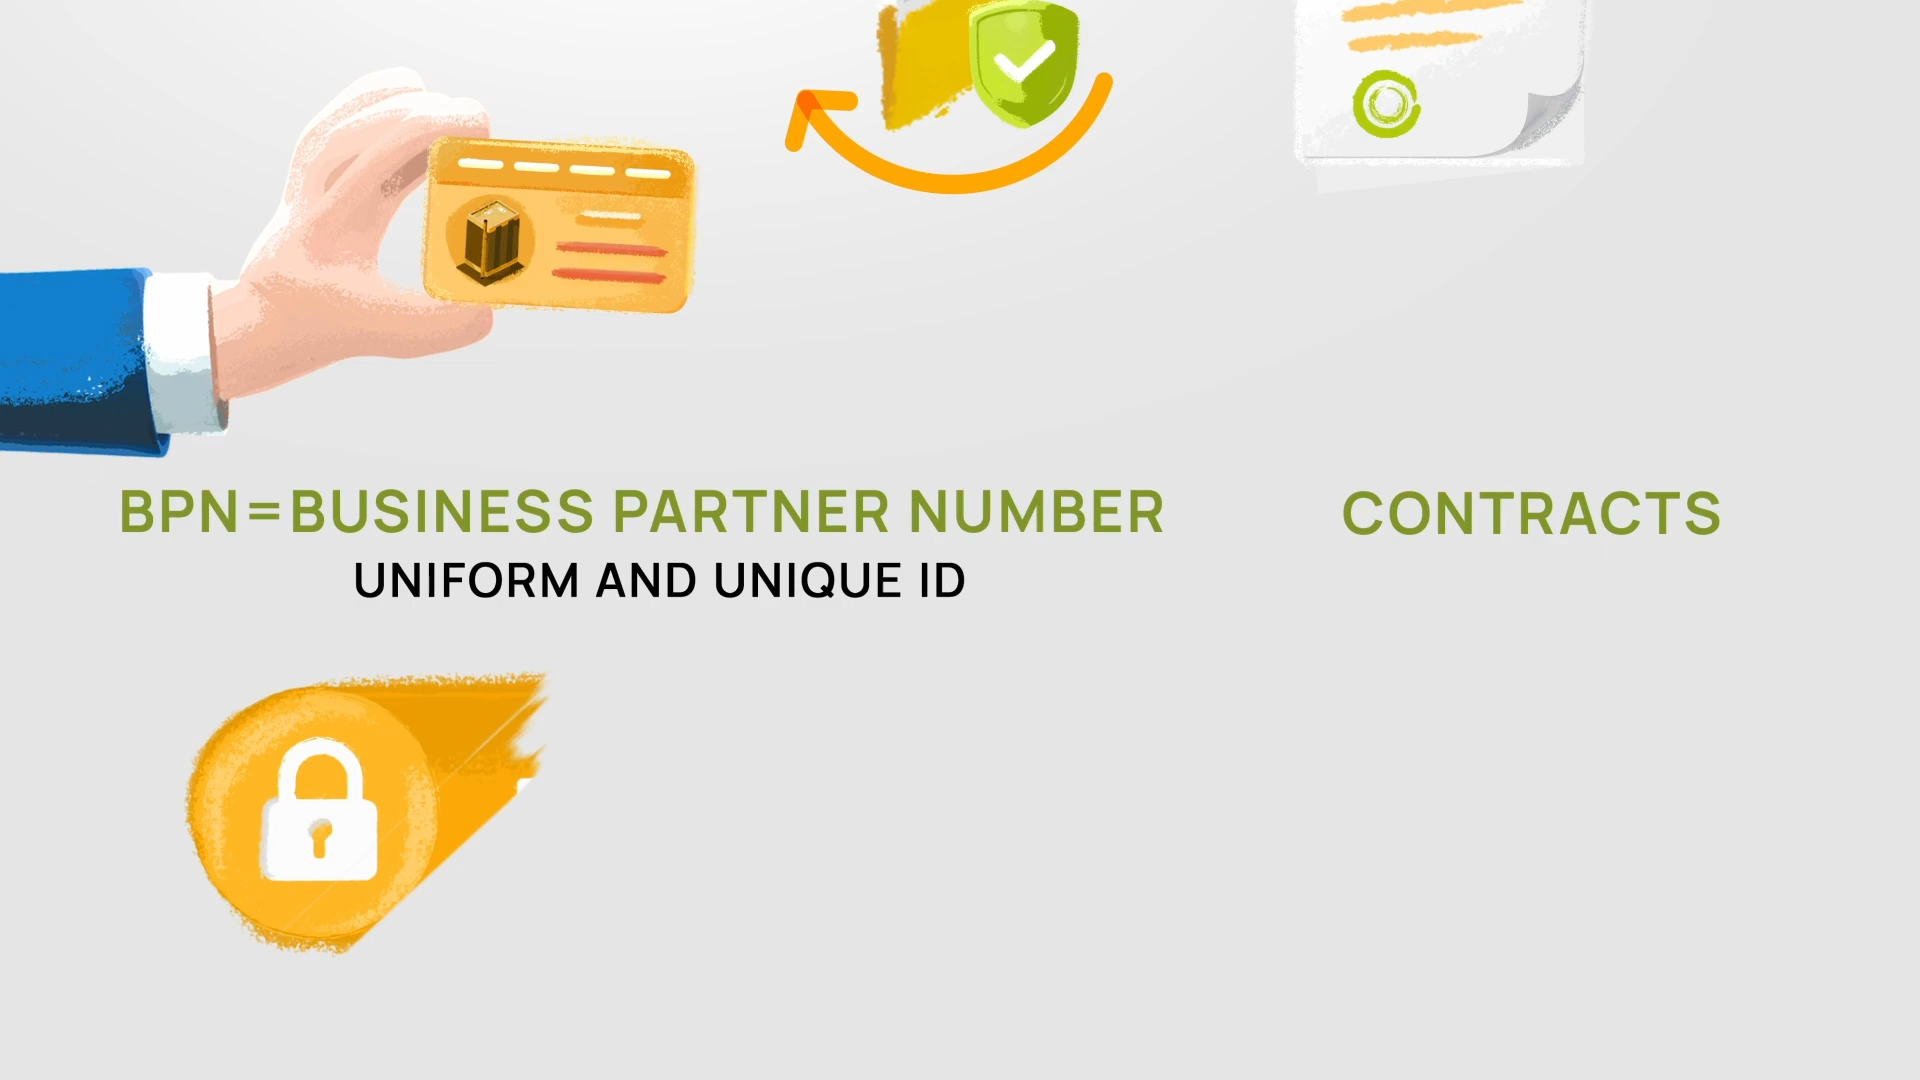 BPN=BUSINESS PARTNER NUMBER
UNIFORM AND UNIQUE ID
CONTRACTS